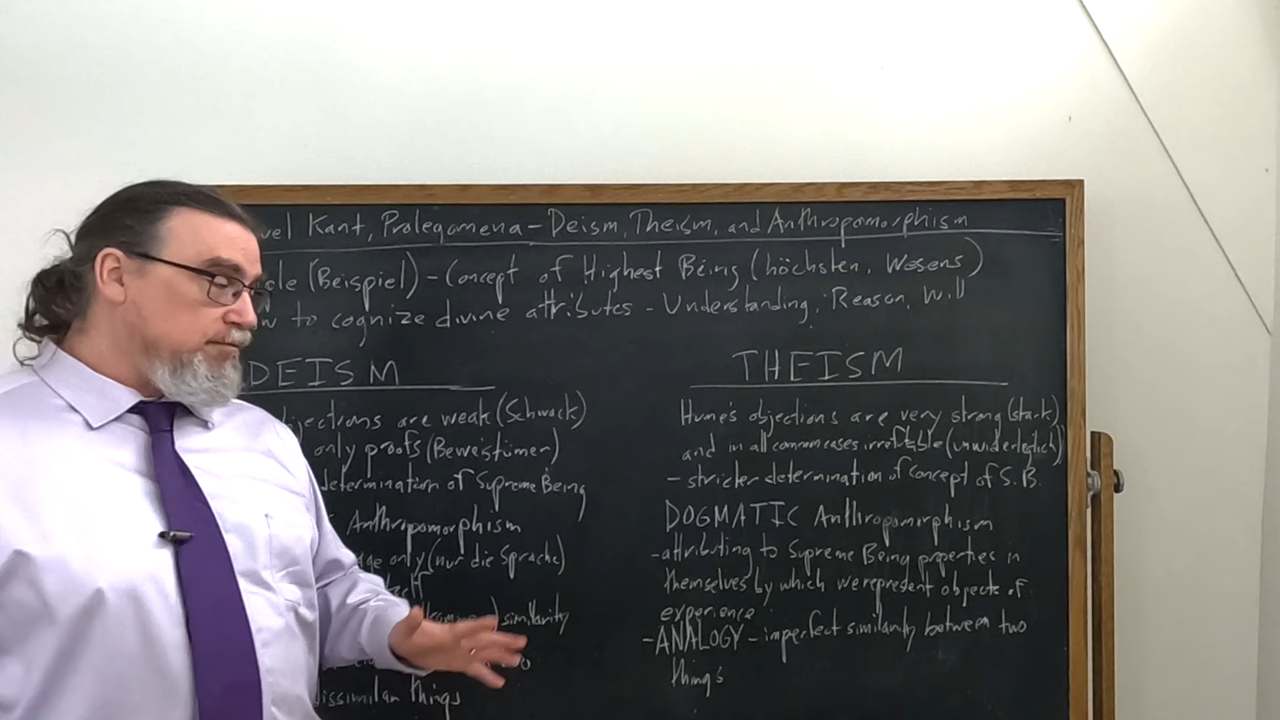 vel Kant, Prolegomena – Deism, Theism, and Anthropomorphism
cle (Beispiel) – Concept of Highest Being (höchsten, Wesens)
to cognize divine attributes – Understanding, Reason, Will
DEISM
jections are weak (Schwack)
only proofs (Beweistümer)
determination of Supreme Being
Anthropomorphism
age only (nur die Sprache)
similarity
dissimilar things
THEISM
Hume's objections are very strong (stark)
and in all common cases irrefutable (unwiderleglich)
– stricter determination of concept of S.B.
DOGMATIC Anthropomorphism
– attributing to Supreme Being properties in
themselves by which we represent objects of
experience
– ANALOGY – imperfect similarity between two
things